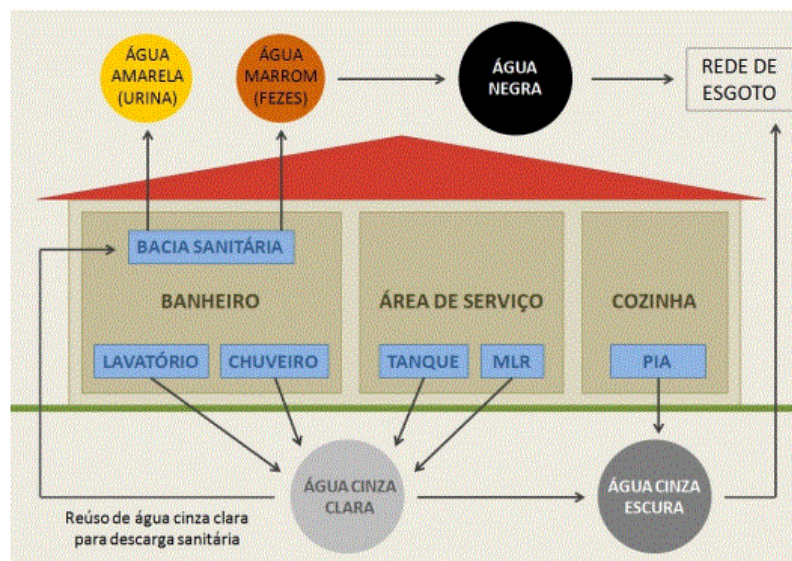 ÁGUA
AMARELA
(URINA)
ÁGUA
MARROM
(FEZES)
ÁGUA
NEGRA
REDE DE
ESGOTO
BACIA SANITÁRIA
BANHEIRO
ÁREA DE SERVIÇO
COZINHA
LAVATÓRIO
CHUVEIRO
TANQUE
MLR
PIA
ÁGUA CINZA
CLARA
ÁGUA CINZA
ESCURA
Reúso de água cinza clara
para descarga sanitária